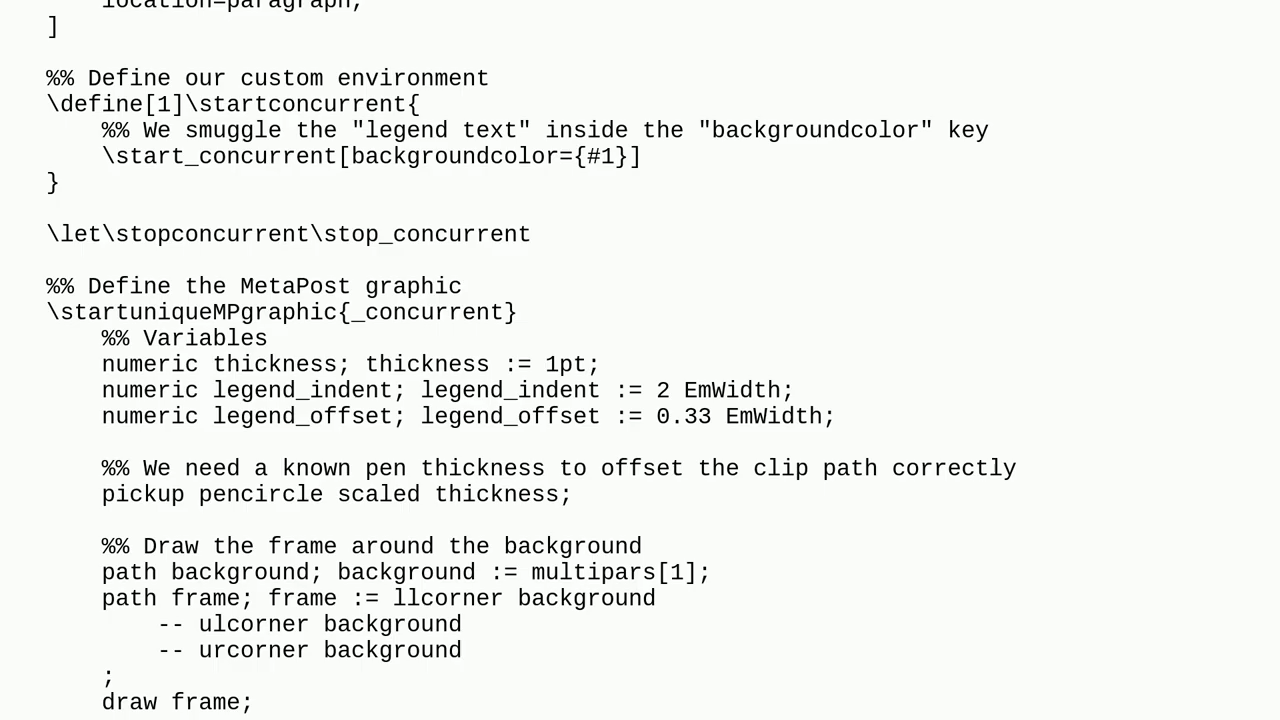 location=paragraph,
]
%% Define our custom environment
\define[1]\startconcurrent{
%% We smuggle the "legend text" inside the "backgroundcolor" key
\start_concurrent[backgroundcolor={#1}]
}
\let\stopconcurrent\stop_concurrent
%% Define the MetaPost graphic
\startuniqueMPgraphic{_concurrent}
%% Variables
numeric thickness; thickness := 1pt;
numeric legend_indent; legend_indent := 2 EmWidth;
numeric legend_offset; legend_offset := 0.33 EmWidth;
%% We need a known pen thickness to offset the clip path correctly
pickup pencircle scaled thickness;
%% Draw the frame around the background
path background; background := multipars[1];
path frame; frame := llcorner background
-- ulcorner background
-- urcorner background
;
draw frame;